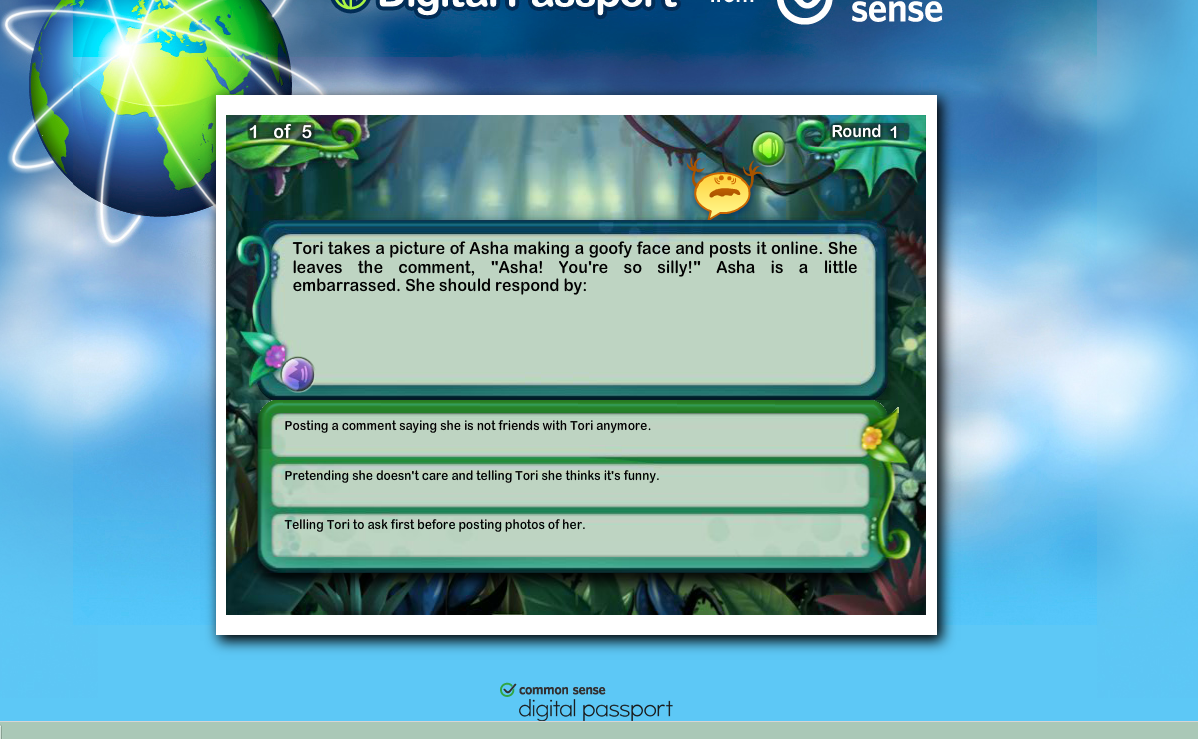 Digital Passport from
sense
1 of 5
Round 1
Tori takes a picture of Asha making a goofy face and posts it online. She
leaves the comment, "Asha! You're so silly!" Asha is a little
embarrassed. She should respond by:
Posting a comment saying she is not friends with Tori anymore.
Pretending she doesn't care and telling Tori she thinks it's funny.
Telling Tori to ask first before posting photos of her.
common sense
digital passport